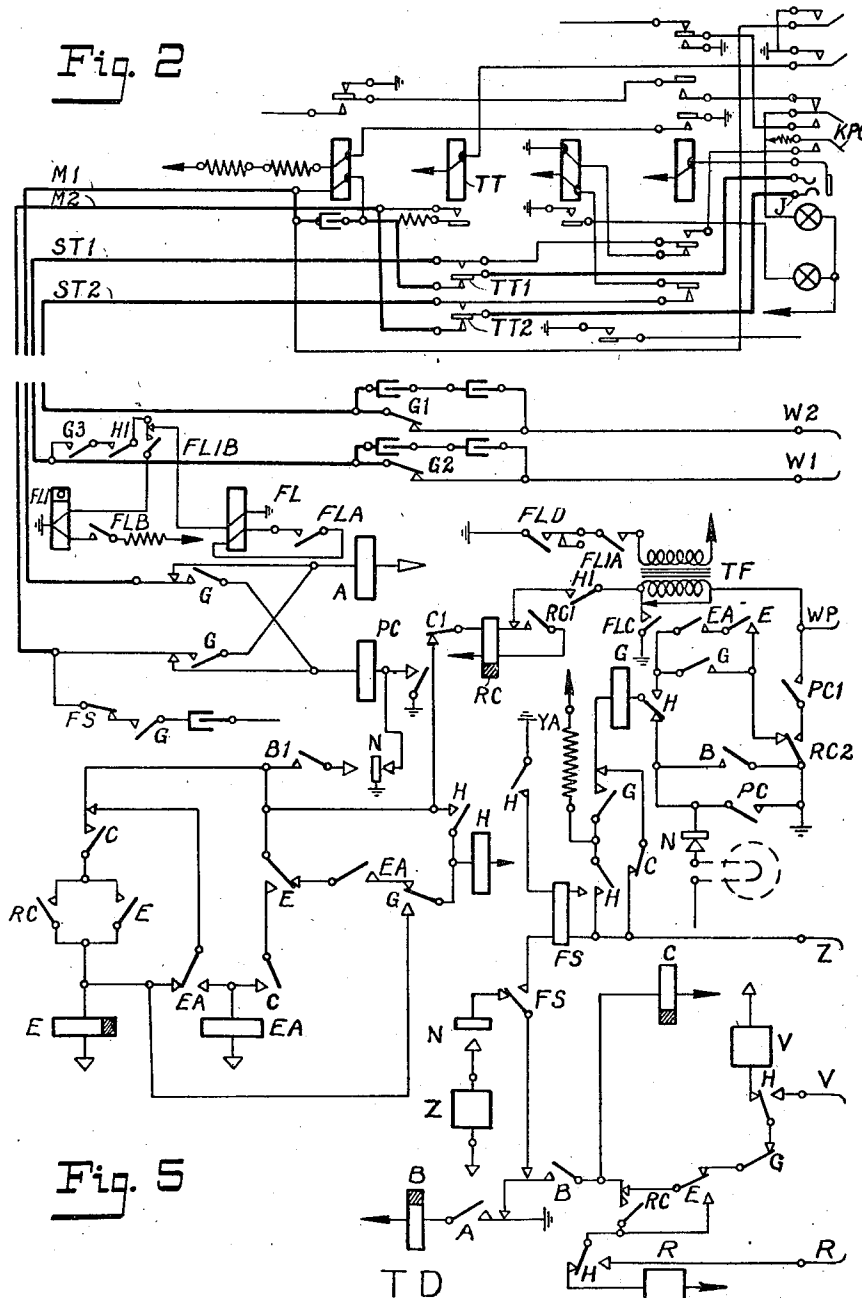 Fig. 2
KPC
M1
M2
TT
J
ST1
TT1
ST2
TT2
G1
W2
G3
H1
FL1B
G2
W1
FL1
FL
FLB
FLA
FLD
FL1A
TF
A
G
H1
C1
RC1
FLC
EA
E
WP
PC
G
RC
G
G
H
PC1
FS
G
YA
B1
N
H
B
RC2
H
H
G
PC
C
EA
C
N
RC
E
E
G
H
FS
Z
EA
C
C
E
EA
N
FS
V
Z
H
V
G
Fig. 5
B
B
E
A
RC
H
R
R
TD